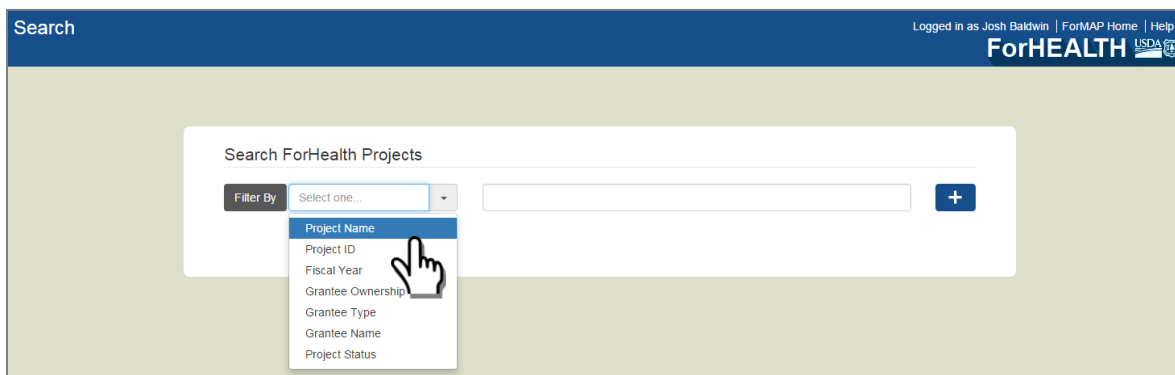 Search
Logged in as Josh Baldwin | ForMAP Home | Help
ForHEALTH USDA
Search ForHealth Projects
Filter By Select one... +
Project Name
Project ID
Fiscal Year
Grantee Ownership
Grantee Type
Grantee Name
Project Status